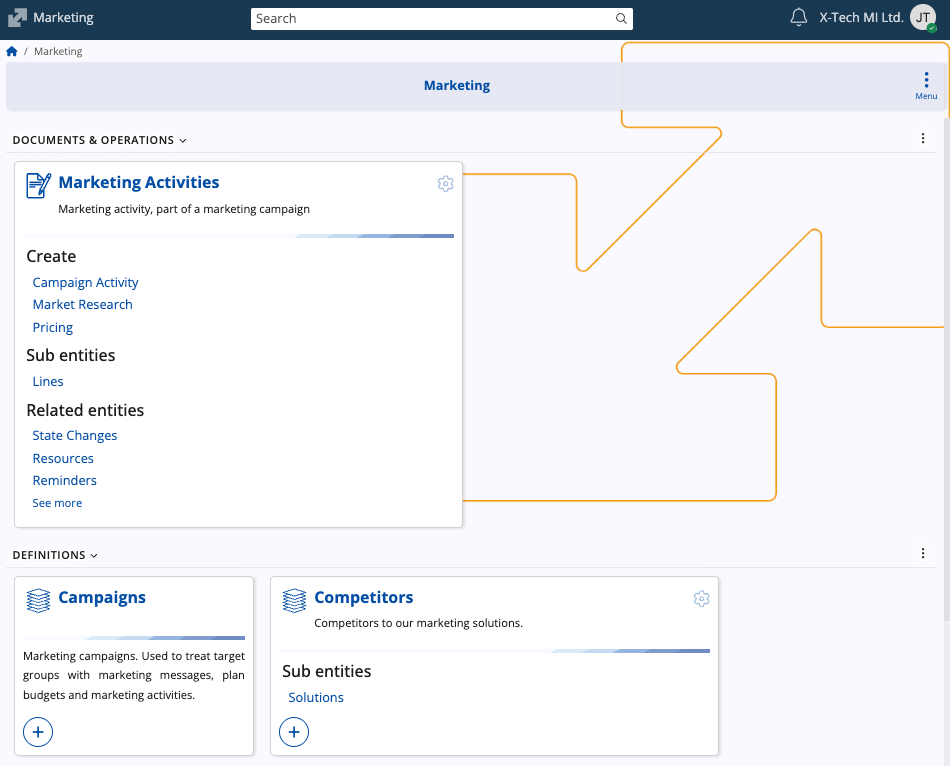 Marketing
Search
X-Tech MI Ltd.
JT
/ Marketing
Marketing
Menu
DOCUMENTS & OPERATIONS
Marketing Activities
Marketing activity, part of a marketing campaign
Create
Campaign Activity
Market Research
Pricing
Sub entities
Lines
Related entities
State Changes
Resources
Reminders
See more
DEFINITIONS
Campaigns
Marketing campaigns. Used to treat target
groups with marketing messages, plan
budgets and marketing activities.
Competitors
Competitors to our marketing solutions.
Sub entities
Solutions